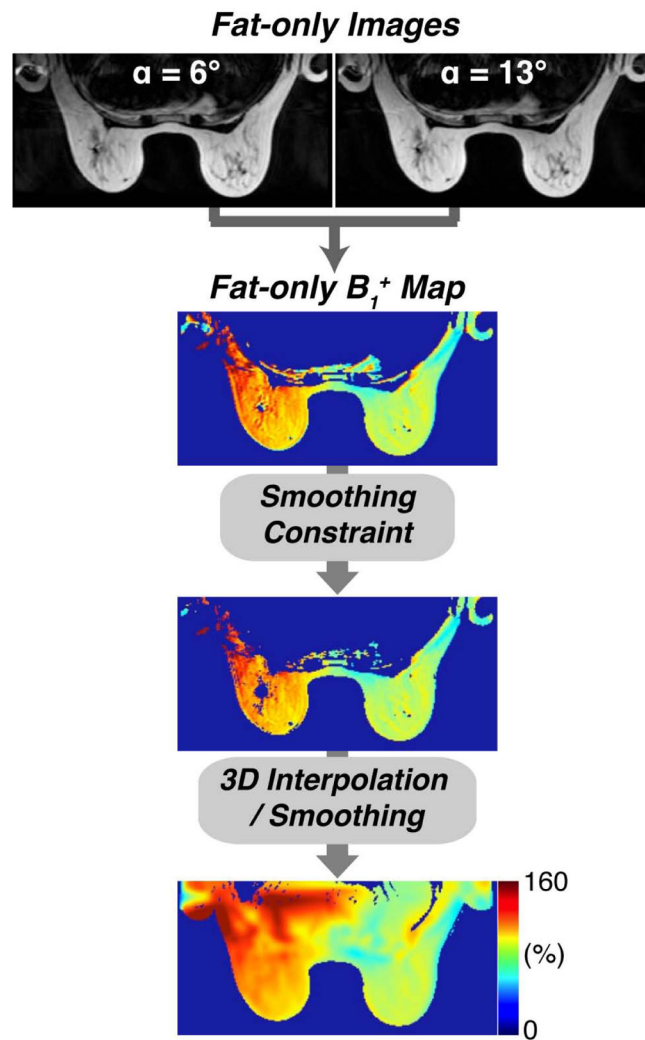 Fat-only Images
α = 6°
α = 13°
Fat-only B₁⁺ Map
Smoothing
Constraint
3D Interpolation
/ Smoothing
160
(%)
0